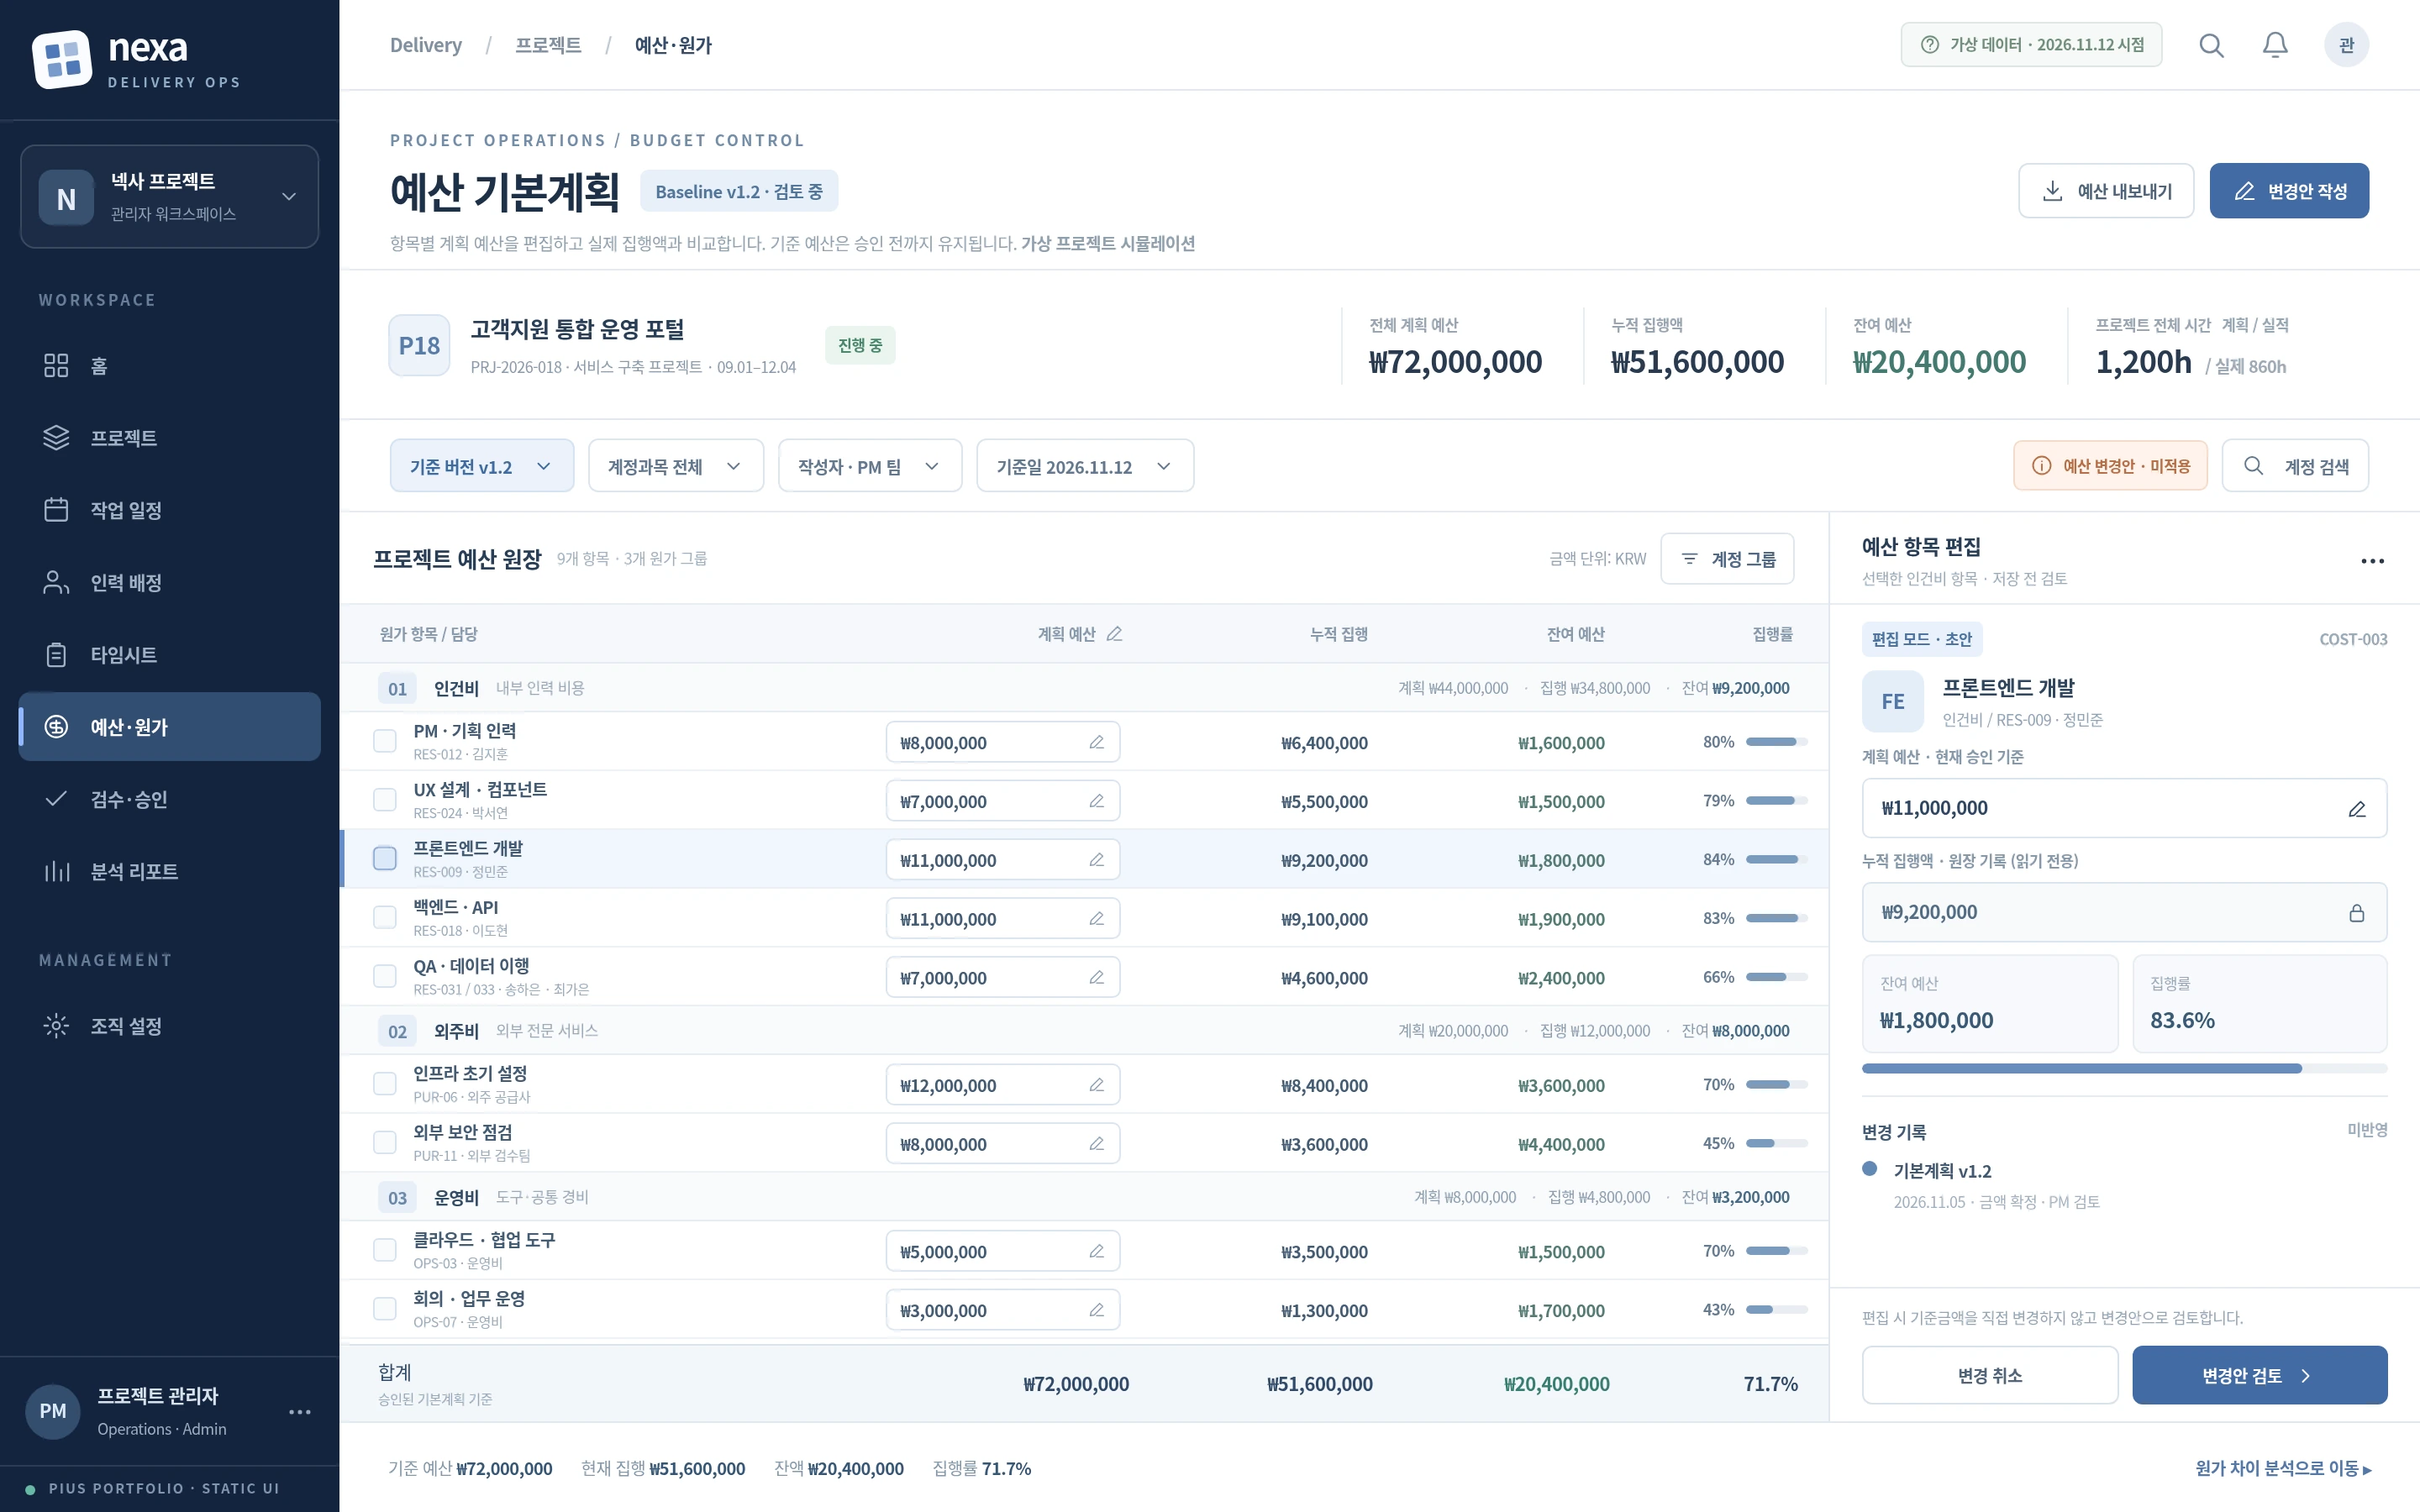 nexa
DELIVERY OPS
N
넥사 프로젝트
관리자 워크스페이스
WORKSPACE
홈
프로젝트
작업 일정
인력 배정
타임시트
예산·원가
검수·승인
분석 리포트
MANAGEMENT
조직 설정
PM
프로젝트 관리자
Operations · Admin
PIUS PORTFOLIO · STATIC UI
Delivery / 프로젝트 / 예산·원가
가상 데이터 · 2026.11.12 시점
관
PROJECT OPERATIONS / BUDGET CONTROL
예산 기본계획
Baseline v1.2 · 검토 중
항목별 계획 예산을 편집하고 실제 집행액과 비교합니다. 기준 예산은 승인 전까지 유지됩니다. 가상 프로젝트 시뮬레이션
예산 내보내기
변경안 작성
P18
고객지원 통합 운영 포털
PRJ-2026-018 · 서비스 구축 프로젝트 · 09.01–12.04
진행 중
전체 계획 예산
₩72,000,000
누적 집행액
₩51,600,000
잔여 예산
₩20,400,000
프로젝트 전체 시간 계획 / 실적
1,200h / 실제 860h
기준 버전 v1.2
계정과목 전체
작성자 · PM 팀
기준일 2026.11.12
예산 변경안 · 미적용
계정 검색
프로젝트 예산 원장 9개 항목 · 3개 원가 그룹
금액 단위: KRW
계정 그룹
원가 항목 / 담당 계획 예산 누적 집행 잔여 예산 집행률
01 인건비 내부 인력 비용 계획 ₩44,000,000 · 집행 ₩34,800,000 · 잔여 ₩9,200,000
PM · 기획 인력
RES-012 · 김지훈
₩8,000,000 ₩6,400,000 ₩1,600,000 80%
UX 설계 · 컴포넌트
RES-024 · 박서연
₩7,000,000 ₩5,500,000 ₩1,500,000 79%
프론트엔드 개발
RES-009 · 정민준
₩11,000,000 ₩9,200,000 ₩1,800,000 84%
백엔드 · API
RES-018 · 이도현
₩11,000,000 ₩9,100,000 ₩1,900,000 83%
QA · 데이터 이행
RES-031 / 033 · 송하은 · 최가은
₩7,000,000 ₩4,600,000 ₩2,400,000 66%
02 외주비 외부 전문 서비스 계획 ₩20,000,000 · 집행 ₩12,000,000 · 잔여 ₩8,000,000
인프라 초기 설정
PUR-06 · 외주 공급사
₩12,000,000 ₩8,400,000 ₩3,600,000 70%
외부 보안 점검
PUR-11 · 외부 검수팀
₩8,000,000 ₩3,600,000 ₩4,400,000 45%
03 운영비 도구·공통 경비 계획 ₩8,000,000 · 집행 ₩4,800,000 · 잔여 ₩3,200,000
클라우드 · 협업 도구
OPS-03 · 운영비
₩5,000,000 ₩3,500,000 ₩1,500,000 70%
회의 · 업무 운영
OPS-07 · 운영비
₩3,000,000 ₩1,300,000 ₩1,700,000 43%
합계
승인된 기본계획 기준
₩72,000,000 ₩51,600,000 ₩20,400,000 71.7%
예산 항목 편집
선택한 인건비 항목 · 저장 전 검토
편집 모드 · 초안
COST-003
FE
프론트엔드 개발
인건비 / RES-009 · 정민준
계획 예산 · 현재 승인 기준
₩11,000,000
누적 집행액 · 원장 기록 (읽기 전용)
₩9,200,000
잔여 예산
₩1,800,000
집행률
83.6%
변경 기록
미반영
기본계획 v1.2
2026.11.05 · 금액 확정 · PM 검토
편집 시 기준금액을 직접 변경하지 않고 변경안으로 검토합니다.
변경 취소
변경안 검토
기준 예산 ₩72,000,000 현재 집행 ₩51,600,000 잔액 ₩20,400,000 집행률 71.7%
원가 차이 분석으로 이동 ▸